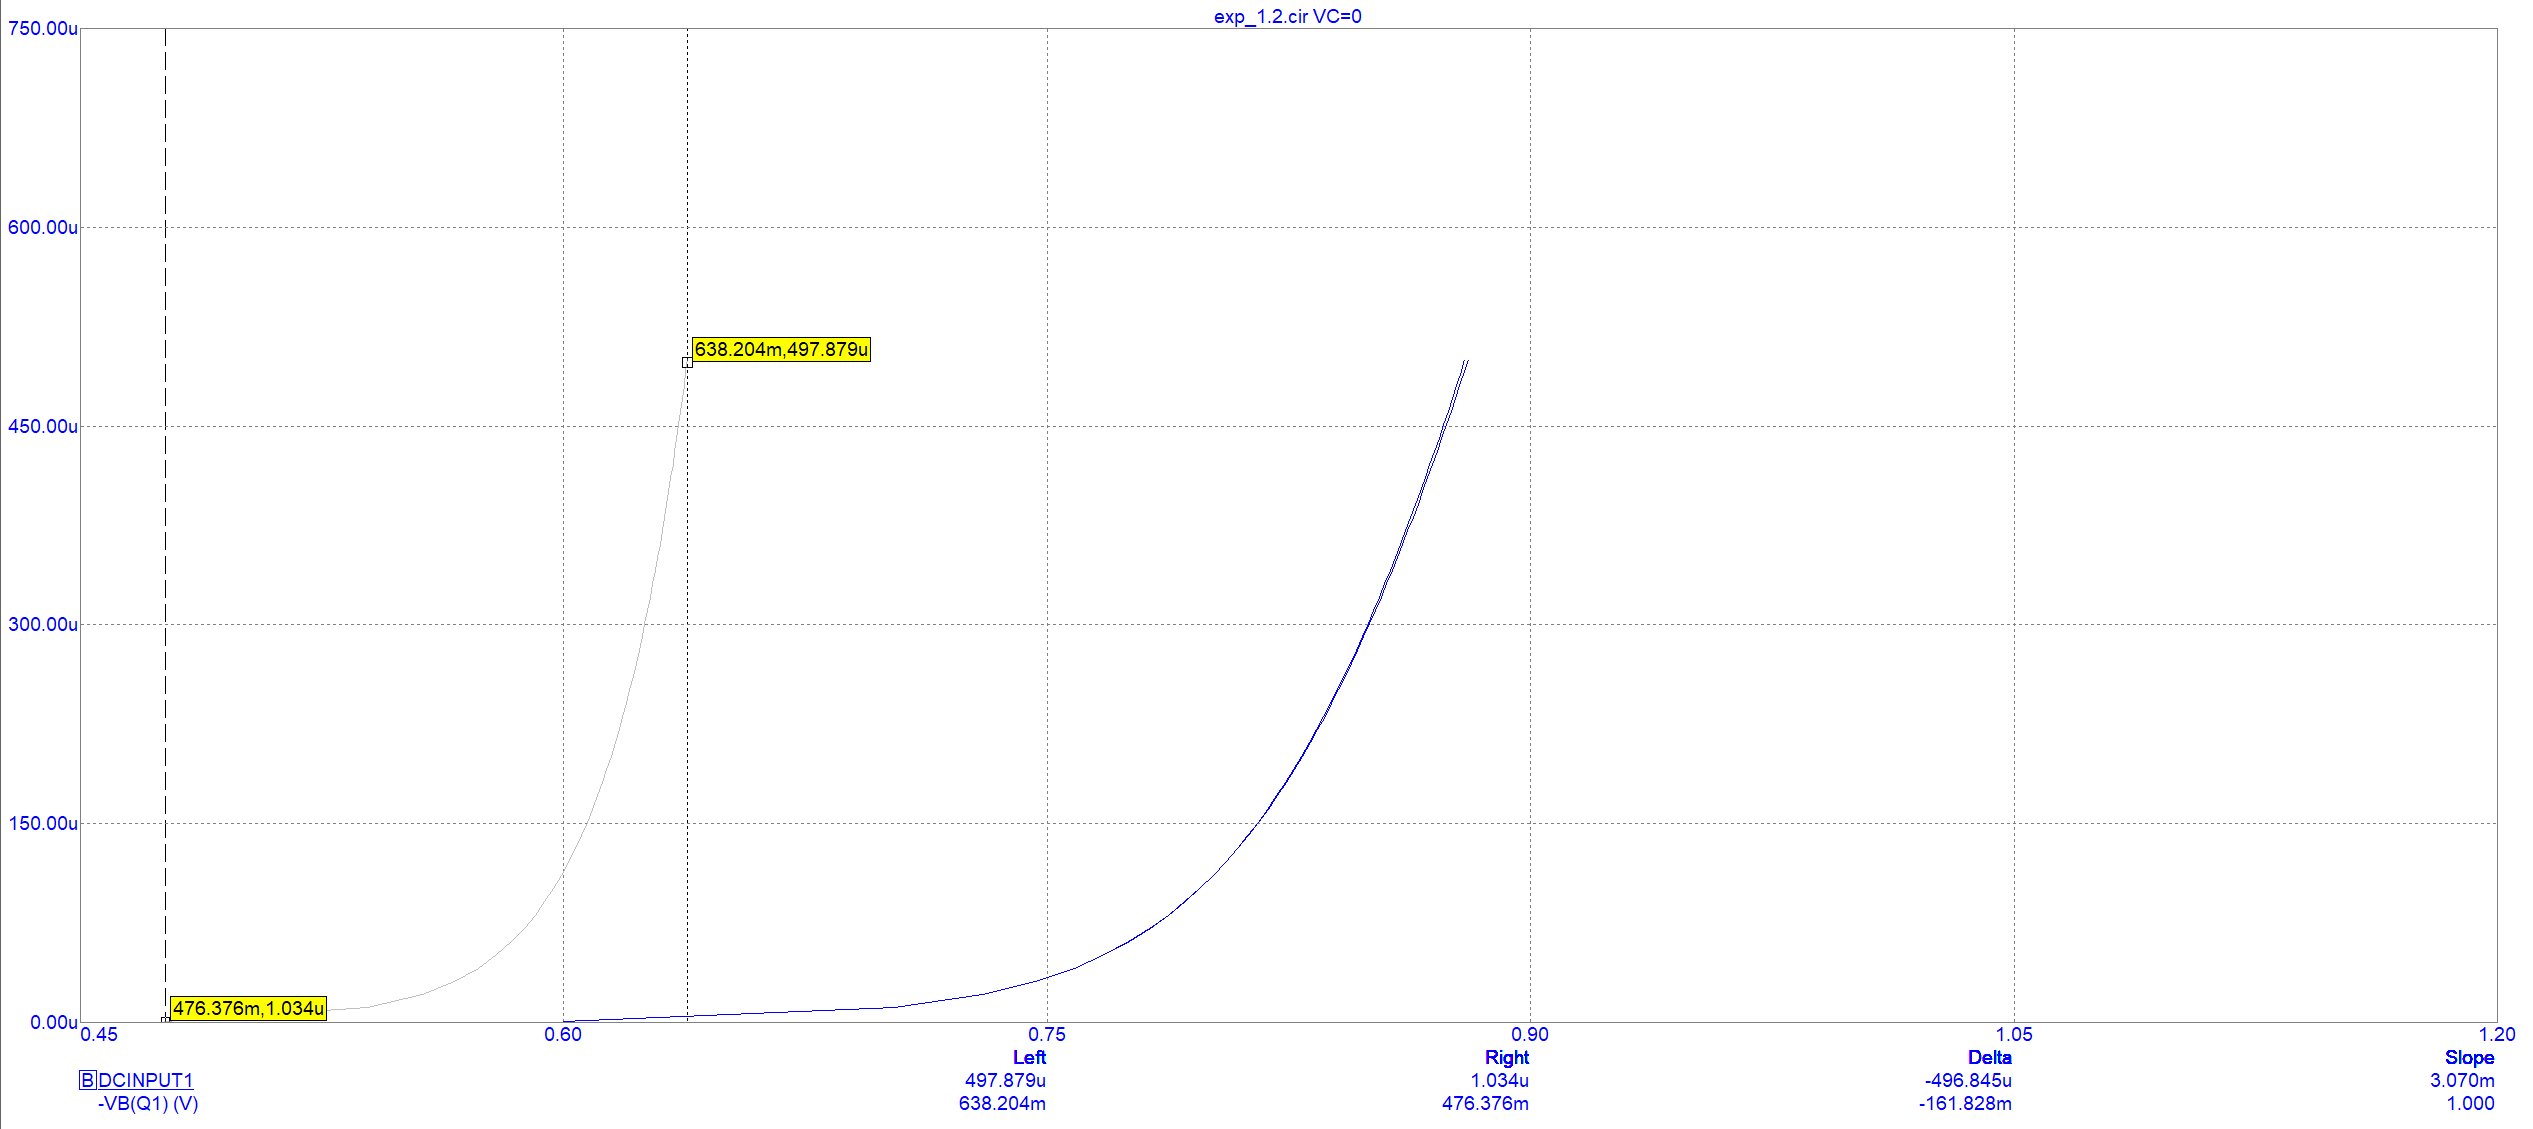 exp_1.2.cir VC=0
750.00u
600.00u
638.204m,497.879u
450.00u
300.00u
150.00u
476.376m,1.034u
0.00u
0.45 0.60 0.75 0.90 1.05 1.20
Left Right Delta Slope
B DCINPUT1 497.879u 1.034u -496.845u 3.070m
-VB(Q1) (V) 638.204m 476.376m -161.828m 1.000